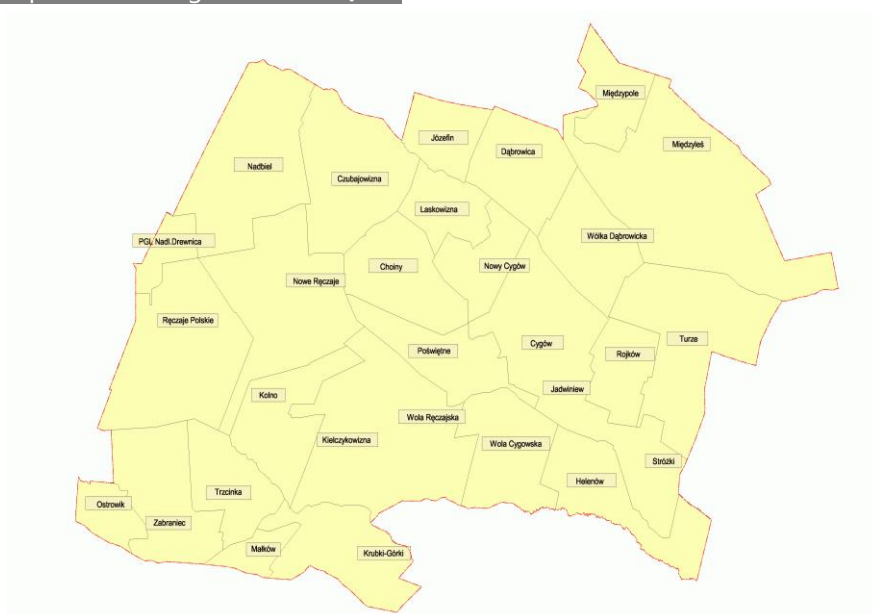 Międzypole
Józefin
Międzyleś
Dąbrowica
Nadbiel
Czubajowizna
Laskowizna
Wólka Dąbrowicka
PGL Nadl.Drewnica
Choiny
Nowy Cygów
Nowe Ręczaje
Ręczaje Polskie
Turze
Cygów
Poświętne
Rojków
Jadwiniew
Kolno
Wola Ręczajska
Kielczykowizna
Wola Cygowska
Stróżki
Helenów
Trzcinka
Ostrowik
Zabraniec
Małków
Krubki-Górki